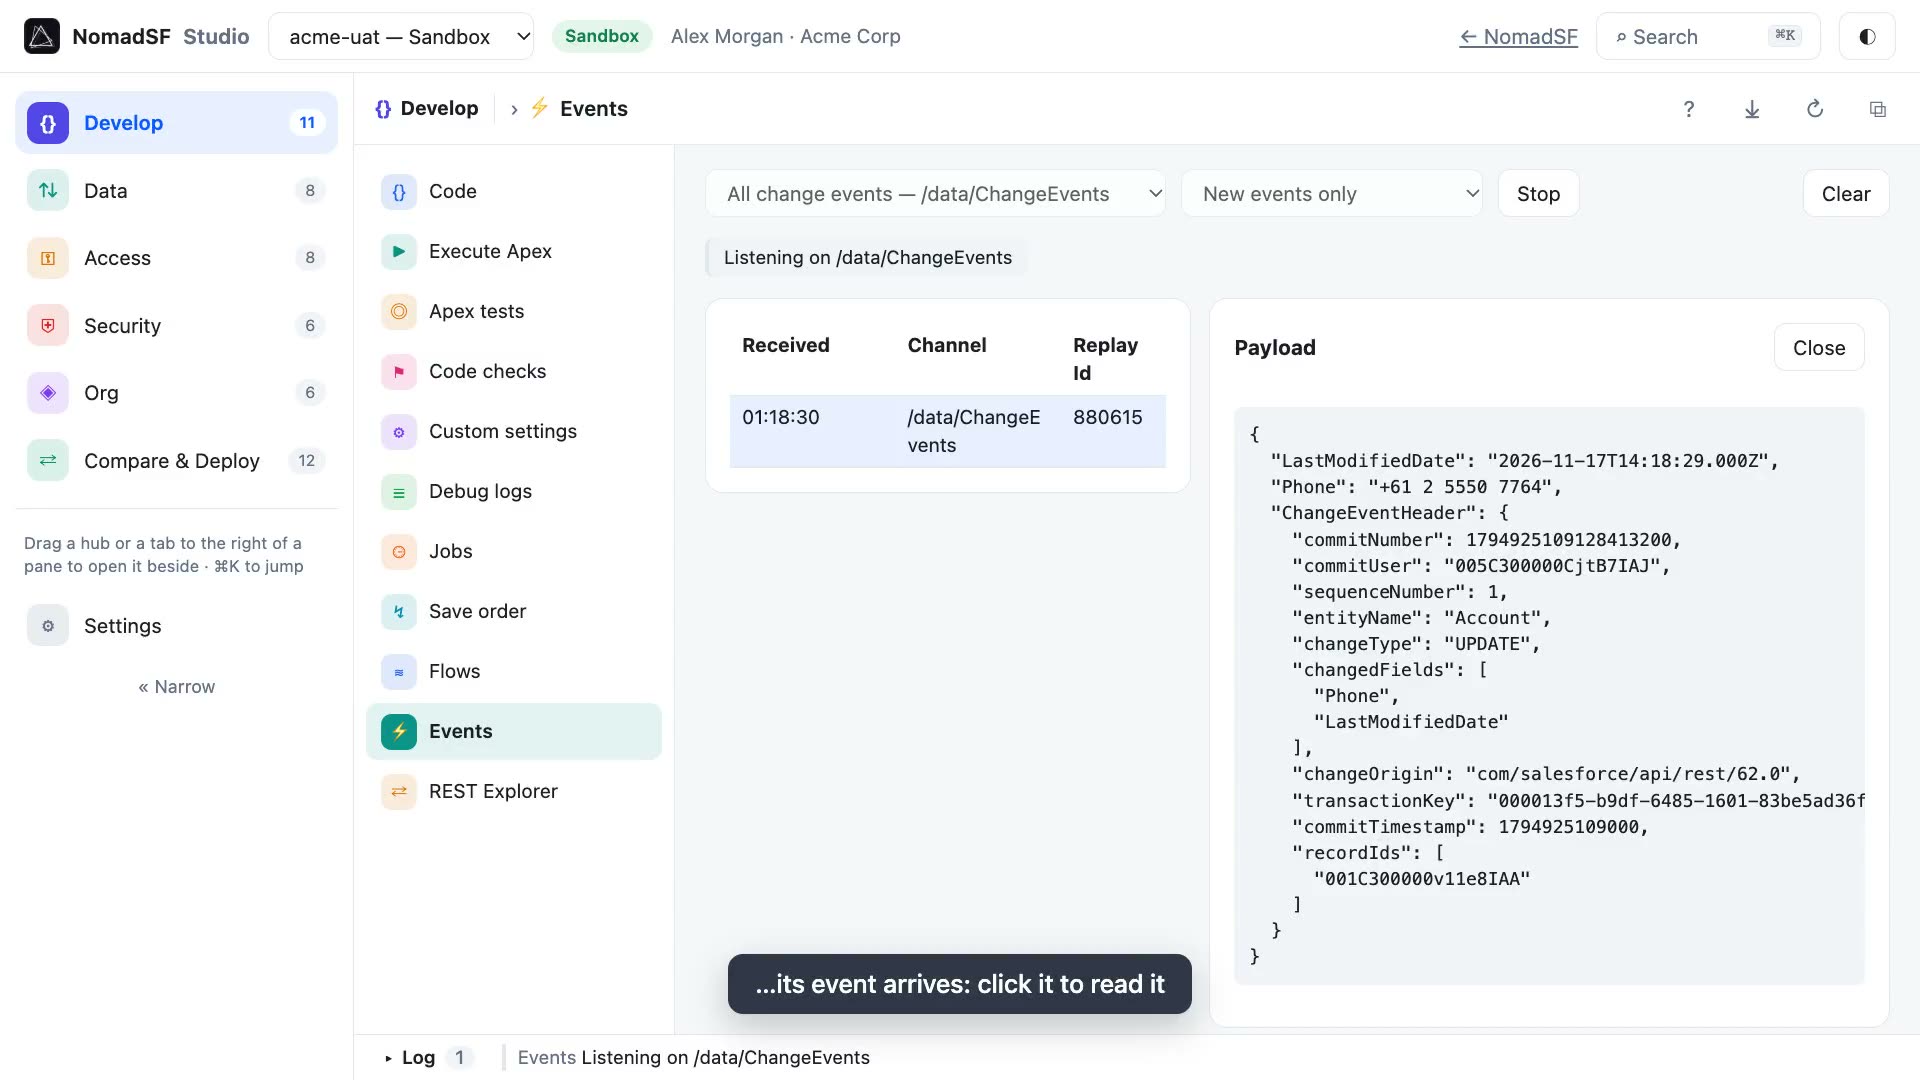 NomadSF Studio
acme-uat — Sandbox
Sandbox
Alex Morgan · Acme Corp
← NomadSF
Search ⌘K
Develop 11
Data 8
Access 8
Security 6
Org 6
Compare & Deploy 12
Drag a hub or a tab to the right of a
pane to open it beside · ⌘K to jump
Settings
« Narrow
{} Develop › ⚡ Events
?
Code
Execute Apex
Apex tests
Code checks
Custom settings
Debug logs
Jobs
Save order
Flows
Events
REST Explorer
All change events — /data/ChangeEvents
New events only
Stop
Clear
Listening on /data/ChangeEvents
Received Channel Replay
Id
01:18:30 /data/ChangeE 880615
vents
Payload
Close
{
"LastModifiedDate": "2026-11-17T14:18:29.000Z",
"Phone": "+61 2 5550 7764",
"ChangeEventHeader": {
"commitNumber": 1794925109128413200,
"commitUser": "005C300000CjtB7IAJ",
"sequenceNumber": 1,
"entityName": "Account",
"changeType": "UPDATE",
"changedFields": [
"Phone",
"LastModifiedDate"
],
"changeOrigin": "com/salesforce/api/rest/62.0",
"transactionKey": "000013f5-b9df-6485-1601-83be5ad36f
"commitTimestamp": 1794925109000,
"recordIds": [
"001C300000v11e8IAA"
]
}
}
...its event arrives: click it to read it
Log 1
Events Listening on /data/ChangeEvents